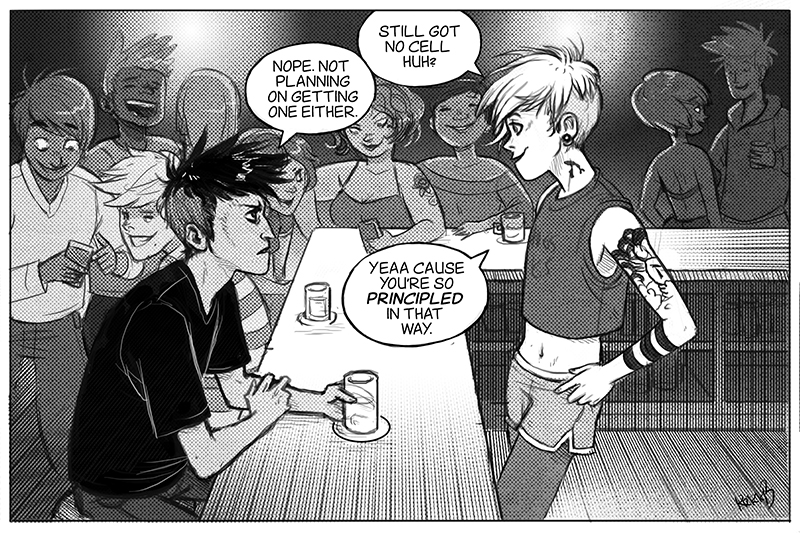 STILL GOT
NO CELL
HUH?
NOPE. NOT
PLANNING
ON GETTING
ONE EITHER.
YEAA CAUSE
YOU'RE SO
PRINCIPLED
IN THAT
WAY.